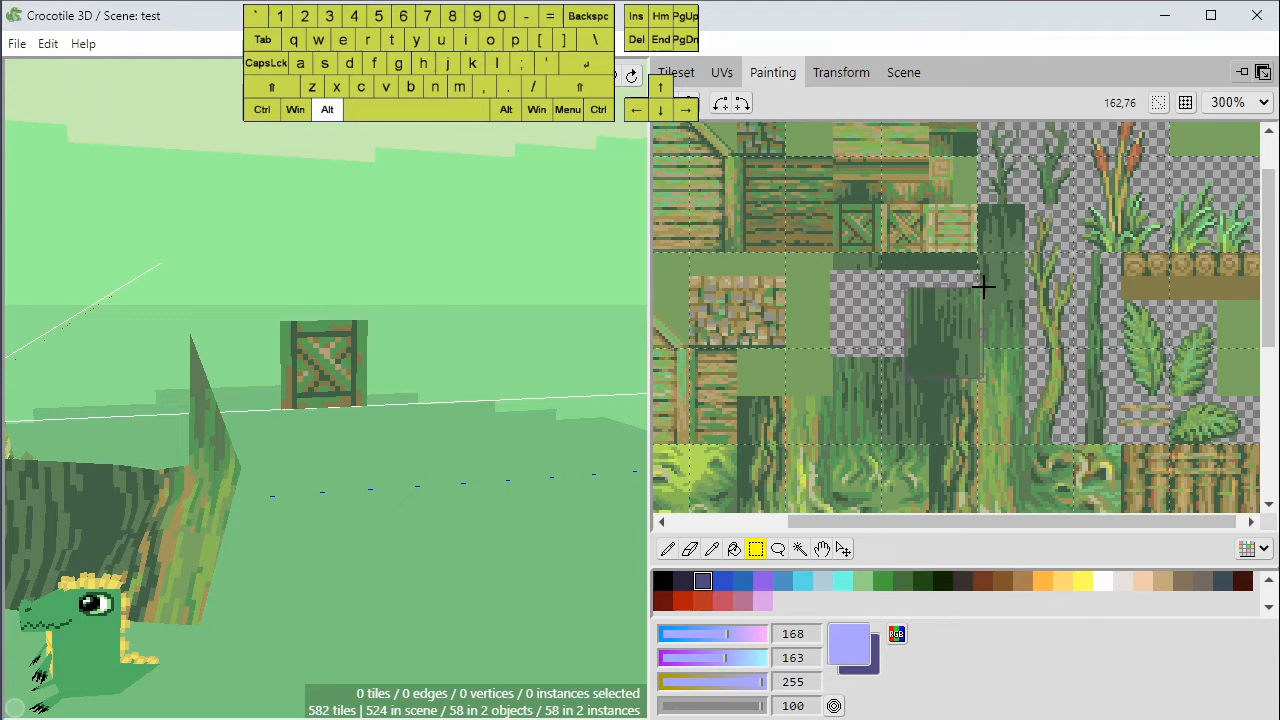 Crocotile 3D / Scene: test
File Edit Help
` 1 2 3 4 5 6 7 8 9 0 - = Backspc
Tab q w e r t y u i o p [ ] \
CapsLck a s d f g h j k l ; '
z x c v b n m , . /
Ctrl Win Alt Alt Win Menu Ctrl
Ins Hm PgUp
Del End PgDn
Tileset UVs Painting Transform Scene
162,76 300%
168
163
255
100
RGB
0 tiles / 0 edges / 0 vertices / 0 instances selected
582 tiles | 524 in scene / 58 in 2 objects / 58 in 2 instances